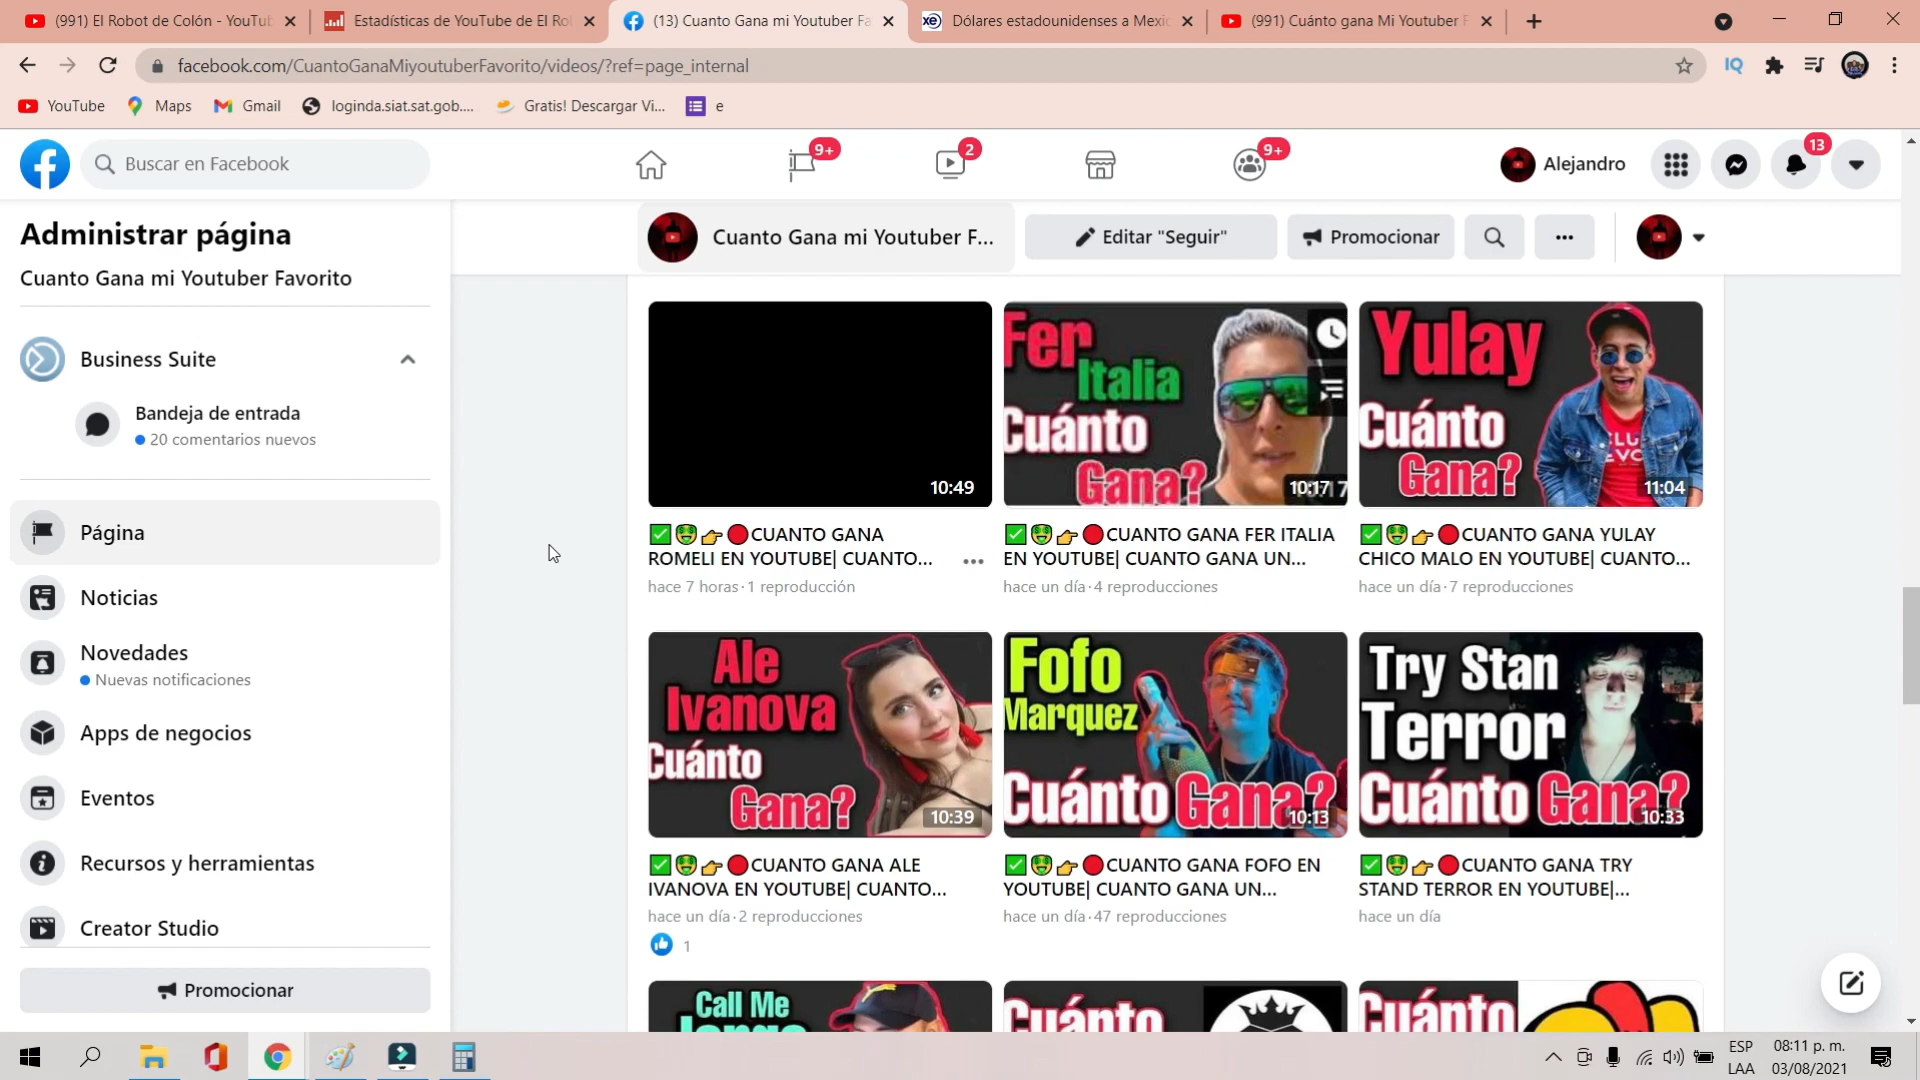 (991) El Robot de Colón - YouTu
Estadísticas de YouTube de El Ro
(13) Cuanto Gana mi Youtuber Fa
Dólares estadounidenses a Mexic
(991) Cuánto gana Mi Youtuber F
facebook.com/CuantoGanaMiyoutuberFavorito/videos/?ref=page_internal
IQ
YouTube
Maps
Gmail
loginda.siat.sat.gob....
Gratis! Descargar Vi...
e
Buscar en Facebook
9+
2
9+
Alejandro
13
Administrar página
Cuanto Gana mi Youtuber Favorito
Business Suite
Bandeja de entrada
20 comentarios nuevos
Página
Noticias
Novedades
Nuevas notificaciones
Apps de negocios
Eventos
Recursos y herramientas
Creator Studio
Promocionar
Cuanto Gana mi Youtuber F...
Editar "Seguir"
Promocionar
10:49
Fer
Italia
Cuánto
Gana?
10:17
Yulay
Cuánto
Gana?
11:04
✅🤑👉🔴CUANTO GANA
ROMELI EN YOUTUBE| CUANTO...
hace 7 horas · 1 reproducción
✅🤑👉🔴CUANTO GANA FER ITALIA
EN YOUTUBE| CUANTO GANA UN...
hace un día · 4 reproducciones
✅🤑👉🔴CUANTO GANA YULAY
CHICO MALO EN YOUTUBE| CUANTO...
hace un día · 7 reproducciones
Ale
Ivanova
Cuánto
Gana?
10:39
Fofo
Marquez
Cuánto Gana?
10:13
Try Stan
Terror
Cuánto Gana?
10:33
✅🤑👉🔴CUANTO GANA ALE
IVANOVA EN YOUTUBE| CUANTO...
hace un día · 2 reproducciones
1
✅🤑👉🔴CUANTO GANA FOFO EN
YOUTUBE| CUANTO GANA UN...
hace un día · 47 reproducciones
✅🤑👉🔴CUANTO GANA TRY
STAND TERROR EN YOUTUBE|...
hace un día
Call Me
Cuánto
Cuánto
ESP
LAA
08:11 p. m.
03/08/2021